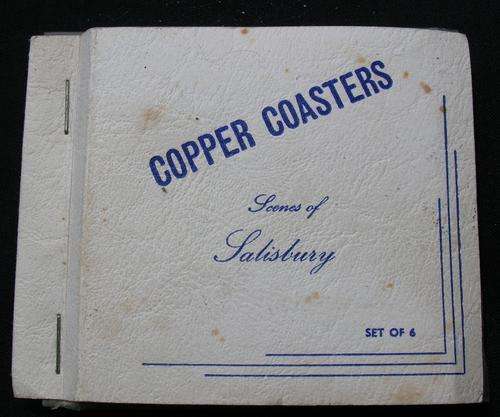 COPPER COASTERS
Scenes of
Salisbury
SET OF 6